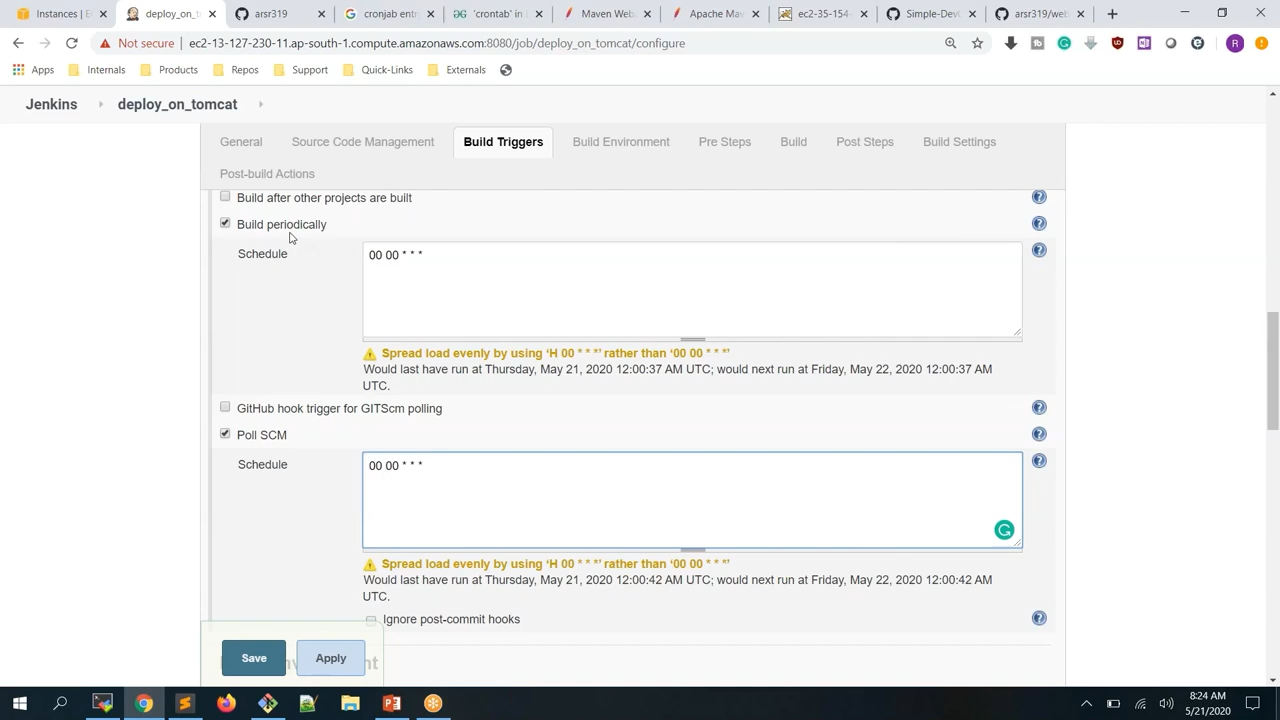 Instances | E
deploy_on_to
arsr319
cronjab entr
'crontab' in L
Maven Webs
Apache Mav
ec2-35-154-
Simple-DevO
arsr319/web
Not secure
ec2-13-127-230-11.ap-south-1.compute.amazonaws.com:8080/job/deploy_on_tomcat/configure
Apps
Internals
Products
Repos
Support
Quick-Links
Externals
Jenkins
deploy_on_tomcat
General
Source Code Management
Build Triggers
Build Environment
Pre Steps
Build
Post Steps
Build Settings
Post-build Actions
Build after other projects are built
Build periodically
Schedule
00 00 * * *
Spread load evenly by using 'H 00 * * *' rather than '00 00 * * *'
Would last have run at Thursday, May 21, 2020 12:00:37 AM UTC; would next run at Friday, May 22, 2020 12:00:37 AM
UTC.
GitHub hook trigger for GITScm polling
Poll SCM
Schedule
00 00 * * *
Spread load evenly by using 'H 00 * * *' rather than '00 00 * * *'
Would last have run at Thursday, May 21, 2020 12:00:42 AM UTC; would next run at Friday, May 22, 2020 12:00:42 AM
UTC.
Ignore post-commit hooks
Save
Apply
8:24 AM
5/21/2020